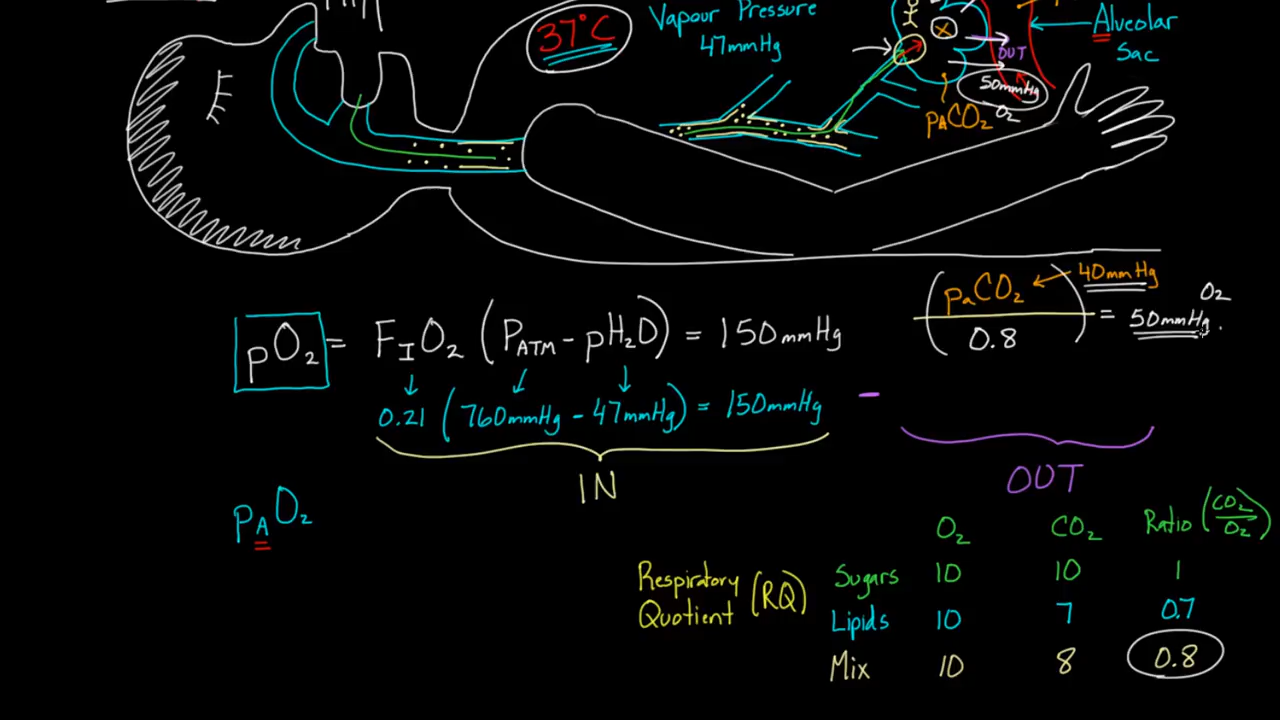 37°C
Vapour Pressure
47mmHg
X
OUT
50mmHg
O₂
pACO₂
Alveolar
Sac
pO₂ = FIO₂ (PATM - pH₂O) = 150mmHg
0.21 (760mmHg - 47mmHg) = 150mmHg -
IN
(paCO₂ / 0.8) = 50mmHg
40mmHg
O₂
OUT
pAO₂
O₂ CO₂ Ratio (CO₂/O₂)
Respiratory
Quotient (RQ)
Sugars 10 10 1
Lipids 10 7 0.7
Mix 10 8 0.8